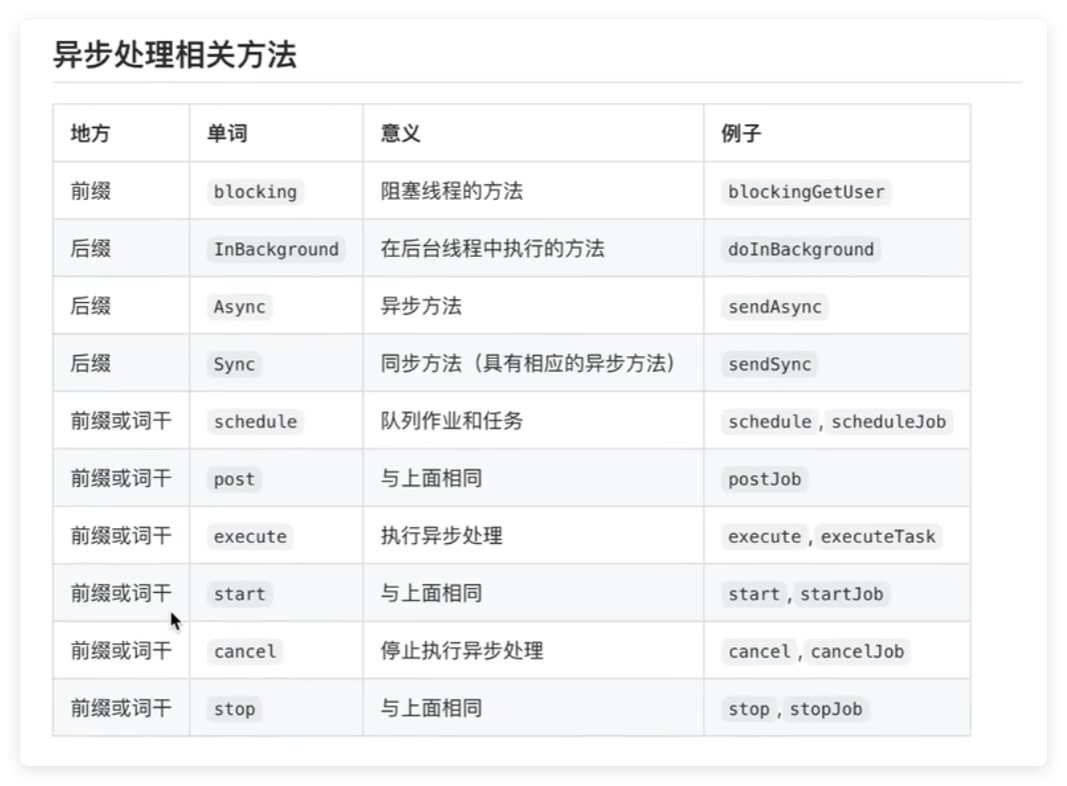 异步处理相关方法
地方 单词 意义 例子
前缀 blocking 阻塞线程的方法 blockingGetUser
后缀 InBackground 在后台线程中执行的方法 doInBackground
后缀 Async 异步方法 sendAsync
后缀 Sync 同步方法（具有相应的异步方法） sendSync
前缀或词干 schedule 队列作业和任务 schedule , scheduleJob
前缀或词干 post 与上面相同 postJob
前缀或词干 execute 执行异步处理 execute , executeTask
前缀或词干 start 与上面相同 start , startJob
前缀或词干 cancel 停止执行异步处理 cancel , cancelJob
前缀或词干 stop 与上面相同 stop , stopJob